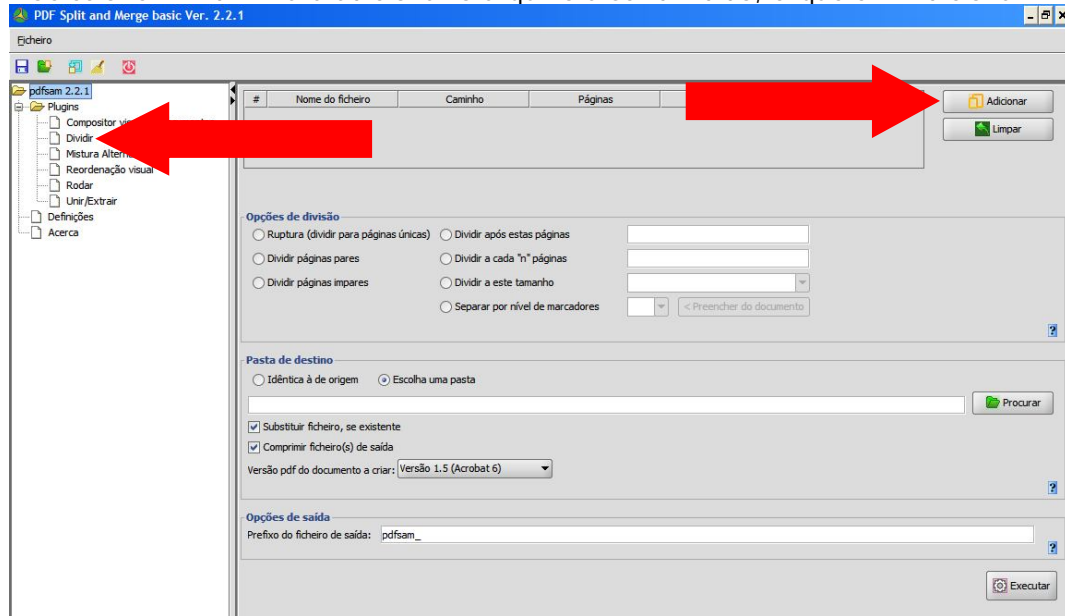 PDF Split and Merge basic Ver. 2.2.1
Ficheiro
pdfsam 2.2.1
Plugins
Compositor
Dividir
Mistura
Reordenação visual
Rodar
Unir/Extrair
Definições
Acerca
# Nome do ficheiro Caminho Páginas
Adicionar
Limpar
Opções de divisão
Ruptura (dividir para páginas únicas) Dividir após estas páginas
Dividir páginas pares Dividir a cada "n" páginas
Dividir páginas impares Dividir a este tamanho
Separar por nível de marcadores < Preencher do documento
?
Pasta de destino
Idêntica à de origem Escolha uma pasta
Procurar
Substituir ficheiro, se existente
Comprimir ficheiro(s) de saída
Versão pdf do documento a criar: Versão 1.5 (Acrobat 6)
?
Opções de saída
Prefixo do ficheiro de saída: pdfsam_
?
Executar